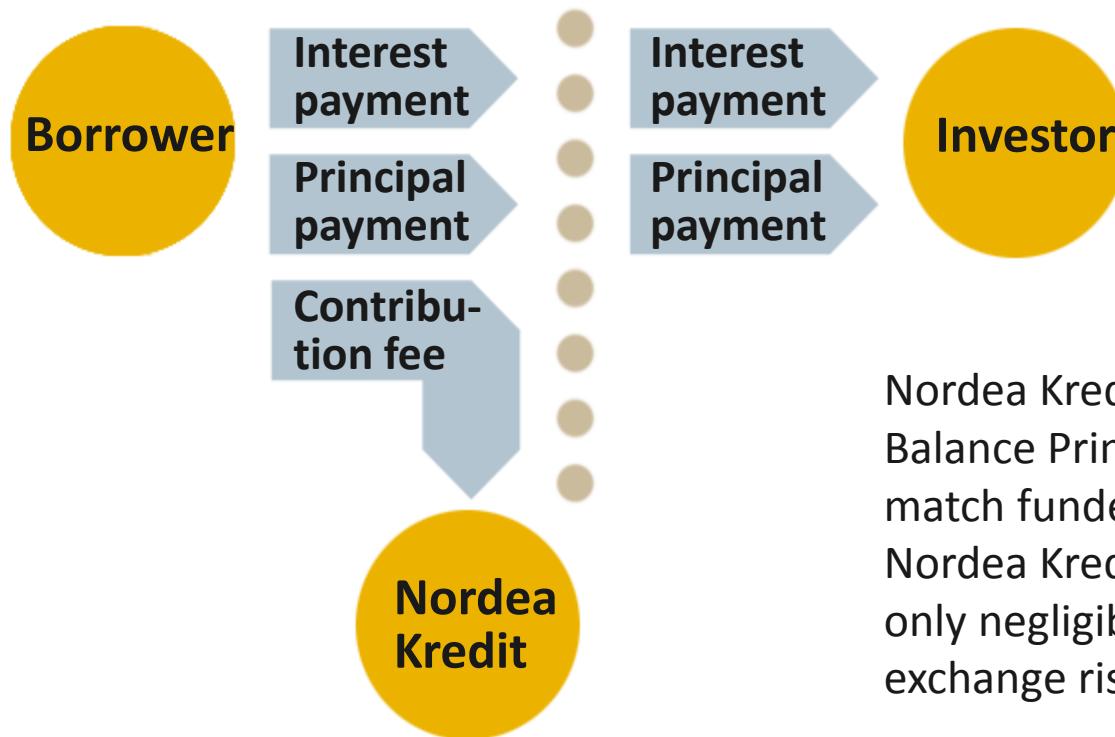 Borrower
Interest
payment
Principal
payment
Contribu-
tion fee
Interest
payment
Principal
payment
Investor
Nordea
Kredit
Nordea
Balance
match
Nordea
only
exchange